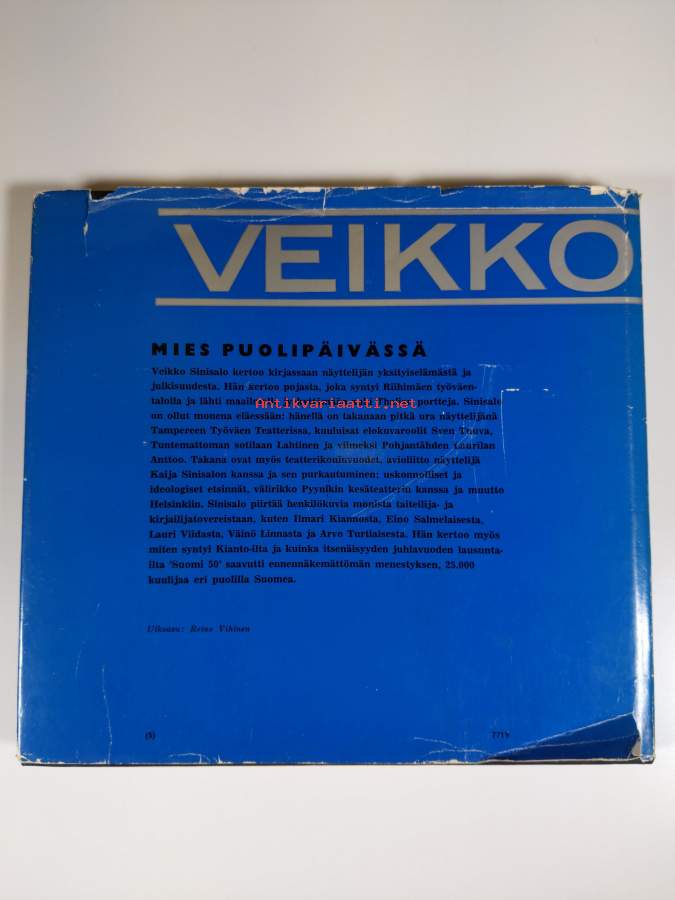 VEIKKO
MIES PUOLIPÄIVÄSSÄ
Veikko Sinisalo kertoo kirjassaan näyttelijän yksityiselämästä ja
julkisuudesta. Hän kertoo pojasta, joka syntyi Riihimäen työväen-
talolla ja lähti portteja. Sinisalo
Antikvariaatti.net
on ollut monena eläessään: hänellä on takanaan pitkä ura näyttelijänä
Tampereen Työväen Teatterissa, kuuluisat elokuvaroolit Sven Tuuva,
Tuntemattoman sotilaan Lahtinen ja viimeksi Pohjantähden Laurilan
Anttoo. Takana ovat myös teatterikouluvuodet, avioliitto näyttelijä
Kaija Sinisalon kanssa ja sen purkautuminen; uskonnolliset ja
ideologiset etsinnät, välirikko Pyynikin kesäteatterin kanssa ja muutto
Helsinkiin. Sinisalo piirtää henkilökuvia monista taiteilija- ja
kirjailijatovereistaan, kuten Ilmari Kiannosta, Eino Salmelaisesta,
Lauri Viidasta, Väinö Linnasta ja Arvo Turtiaisesta. Hän kertoo myös
miten syntyi Kianto-ilta ja kuinka itsenäisyyden juhlavuoden lausunta-
ilta 'Suomi 50' saavutti ennennäkemättömän menestyksen, 25.000
kuulijaa eri puolilla Suomea.
Ulkoasu: Reino Vihinen
(5)
7719